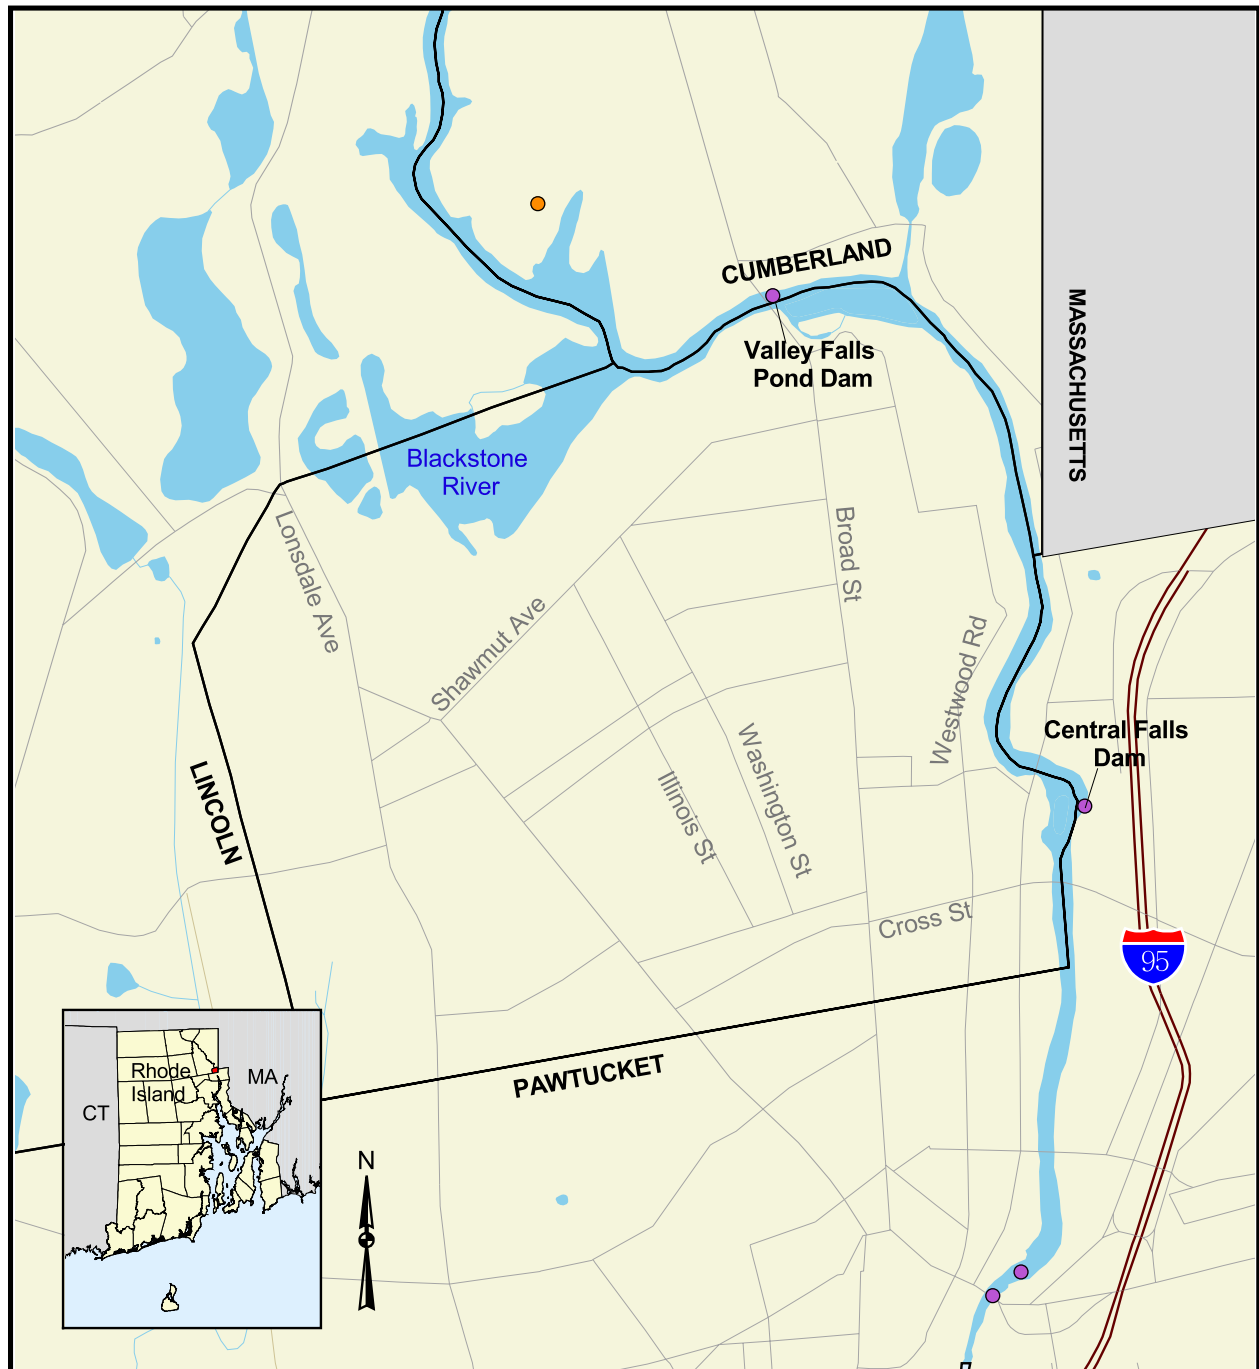 CUMBERLAND
MASSACHUSETTS
Valley Falls
Pond Dam
Blackstone
River
Lonsdale Ave
Broad St
Shawmut Ave
Westwood Rd
Central Falls
Dam
Washington St
Illinois St
LINCOLN
Cross St
95
PAWTUCKET
Rhode
Island
MA
CT
N